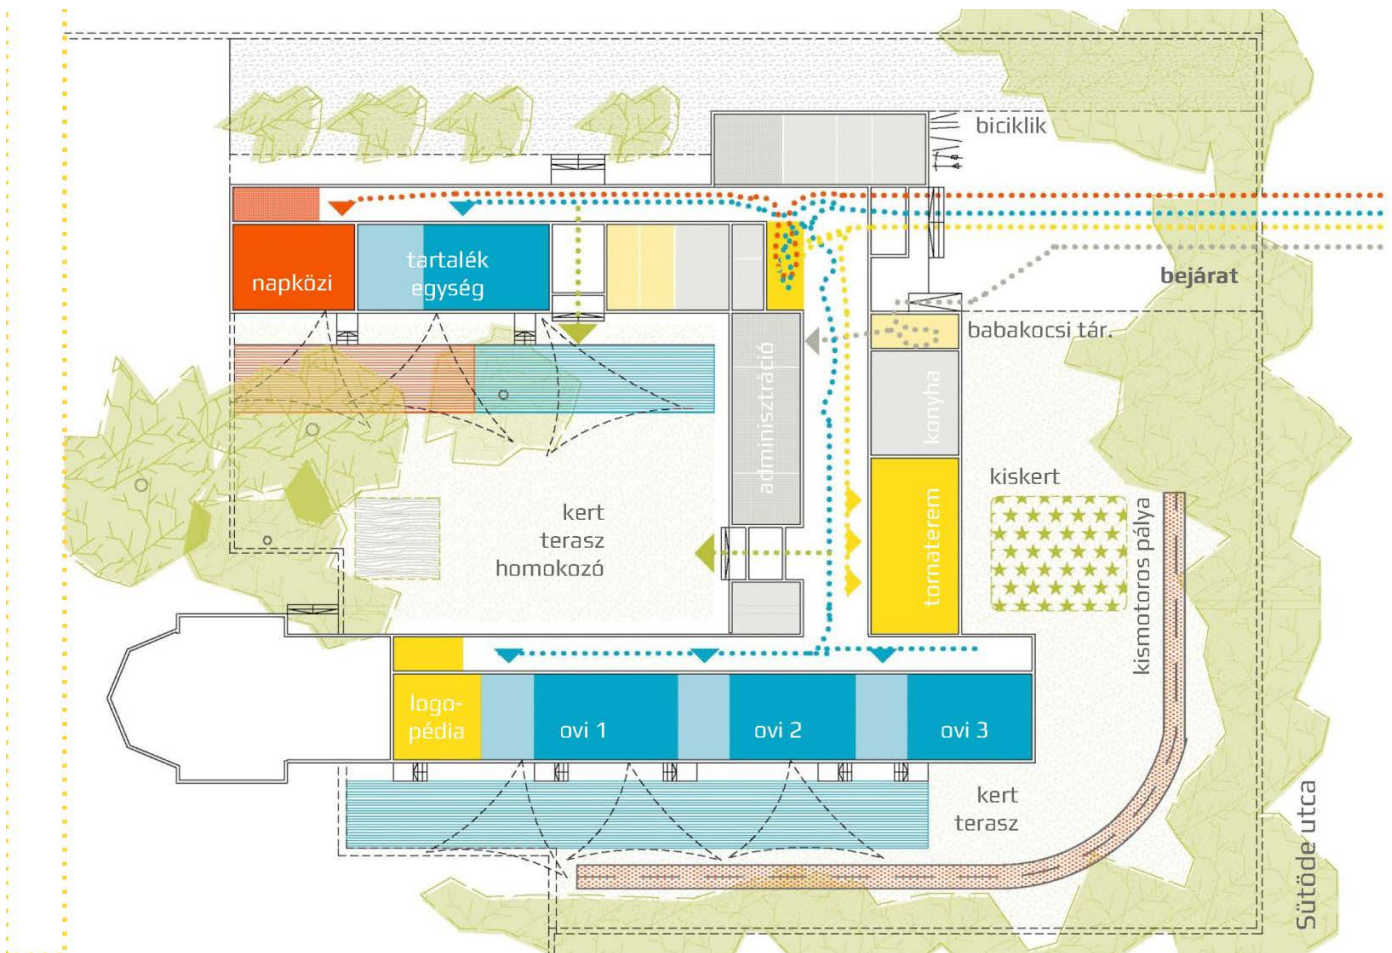 biciklik
napközi
tartalék
egység
bejárat
babakocsi tár.
adminisztráció
konyha
kiskert
kert
terasz
homokozó
tornaterem
kismotoros pálya
logo-
pédia
ovi 1
ovi 2
ovi 3
kert
terasz
Sütöde utca